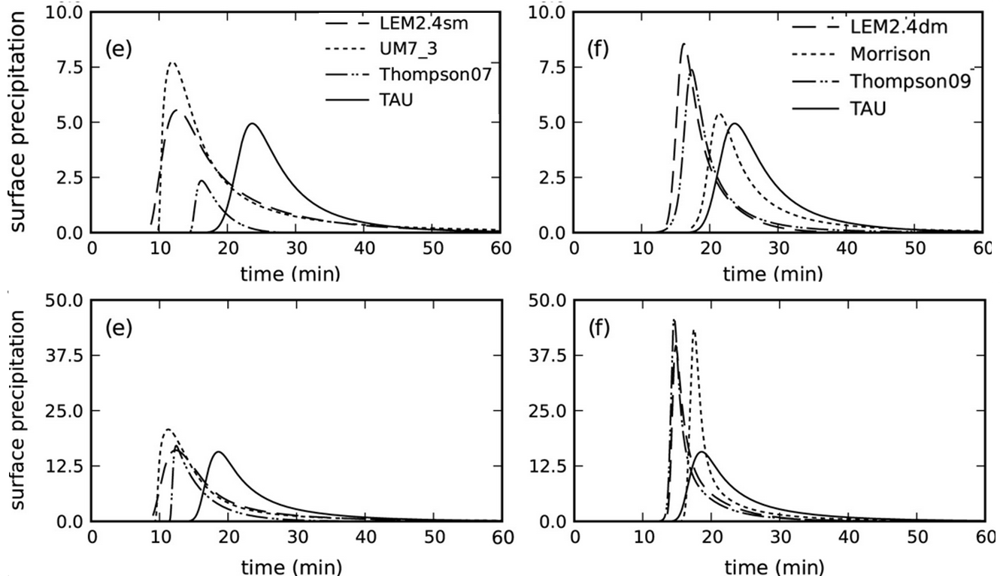 10.0
7.5
5.0
2.5
0.0
surface precipitation
(e)
LEM2.4sm
UM7_3
Thompson07
TAU
0 10 20 30 40 50 60
time (min)
10.0
7.5
5.0
2.5
0.0
(f)
LEM2.4dm
Morrison
Thompson09
TAU
0 10 20 30 40 50 60
time (min)
50.0
37.5
25.0
12.5
0.0
surface precipitation
(e)
0 10 20 30 40 50 60
time (min)
50.0
37.5
25.0
12.5
0.0
(f)
0 10 20 30 40 50 60
time (min)